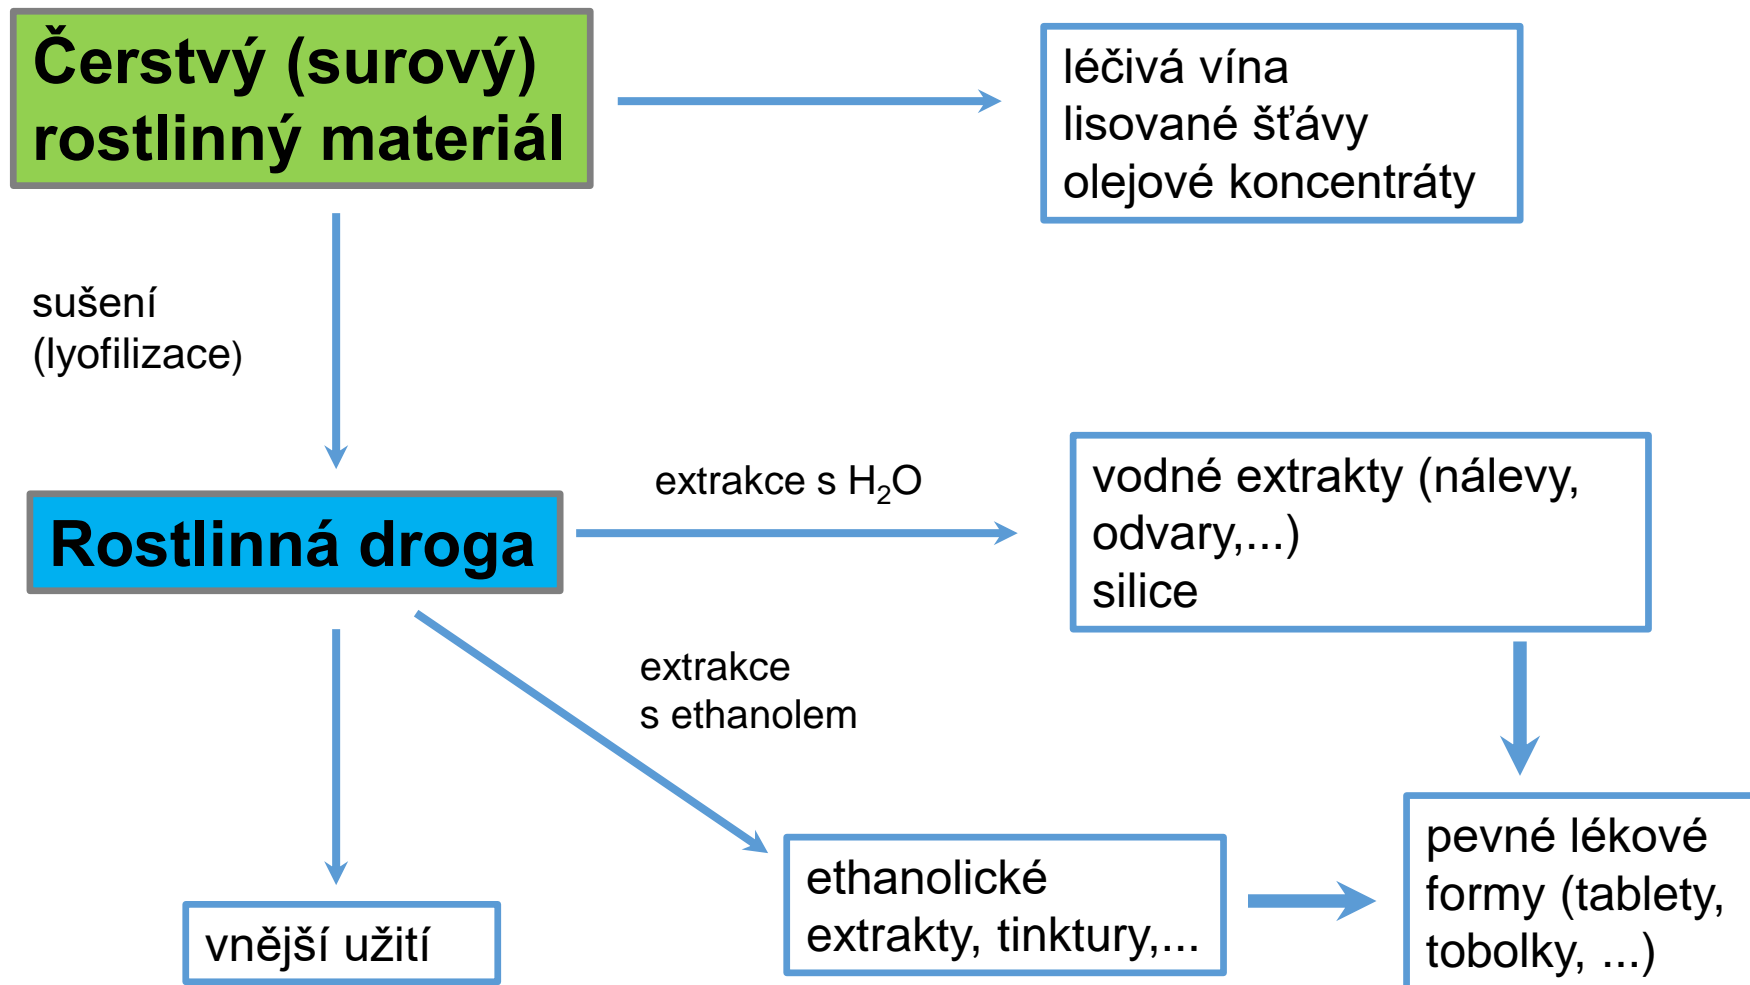 Čerstvý (surový)
rostlinný materiál
léčivá vína
lisované šťávy
olejové koncentráty
sušení
(lyofilizace)
extrakce s H₂O
Rostlinná droga
vodné extrakty (nálevy,
odvary,...)
silice
extrakce
s ethanolem
vnější užití
ethanolické
extrakty, tinktury,...
pevné lékové
formy (tablety,
tobolky, ...)